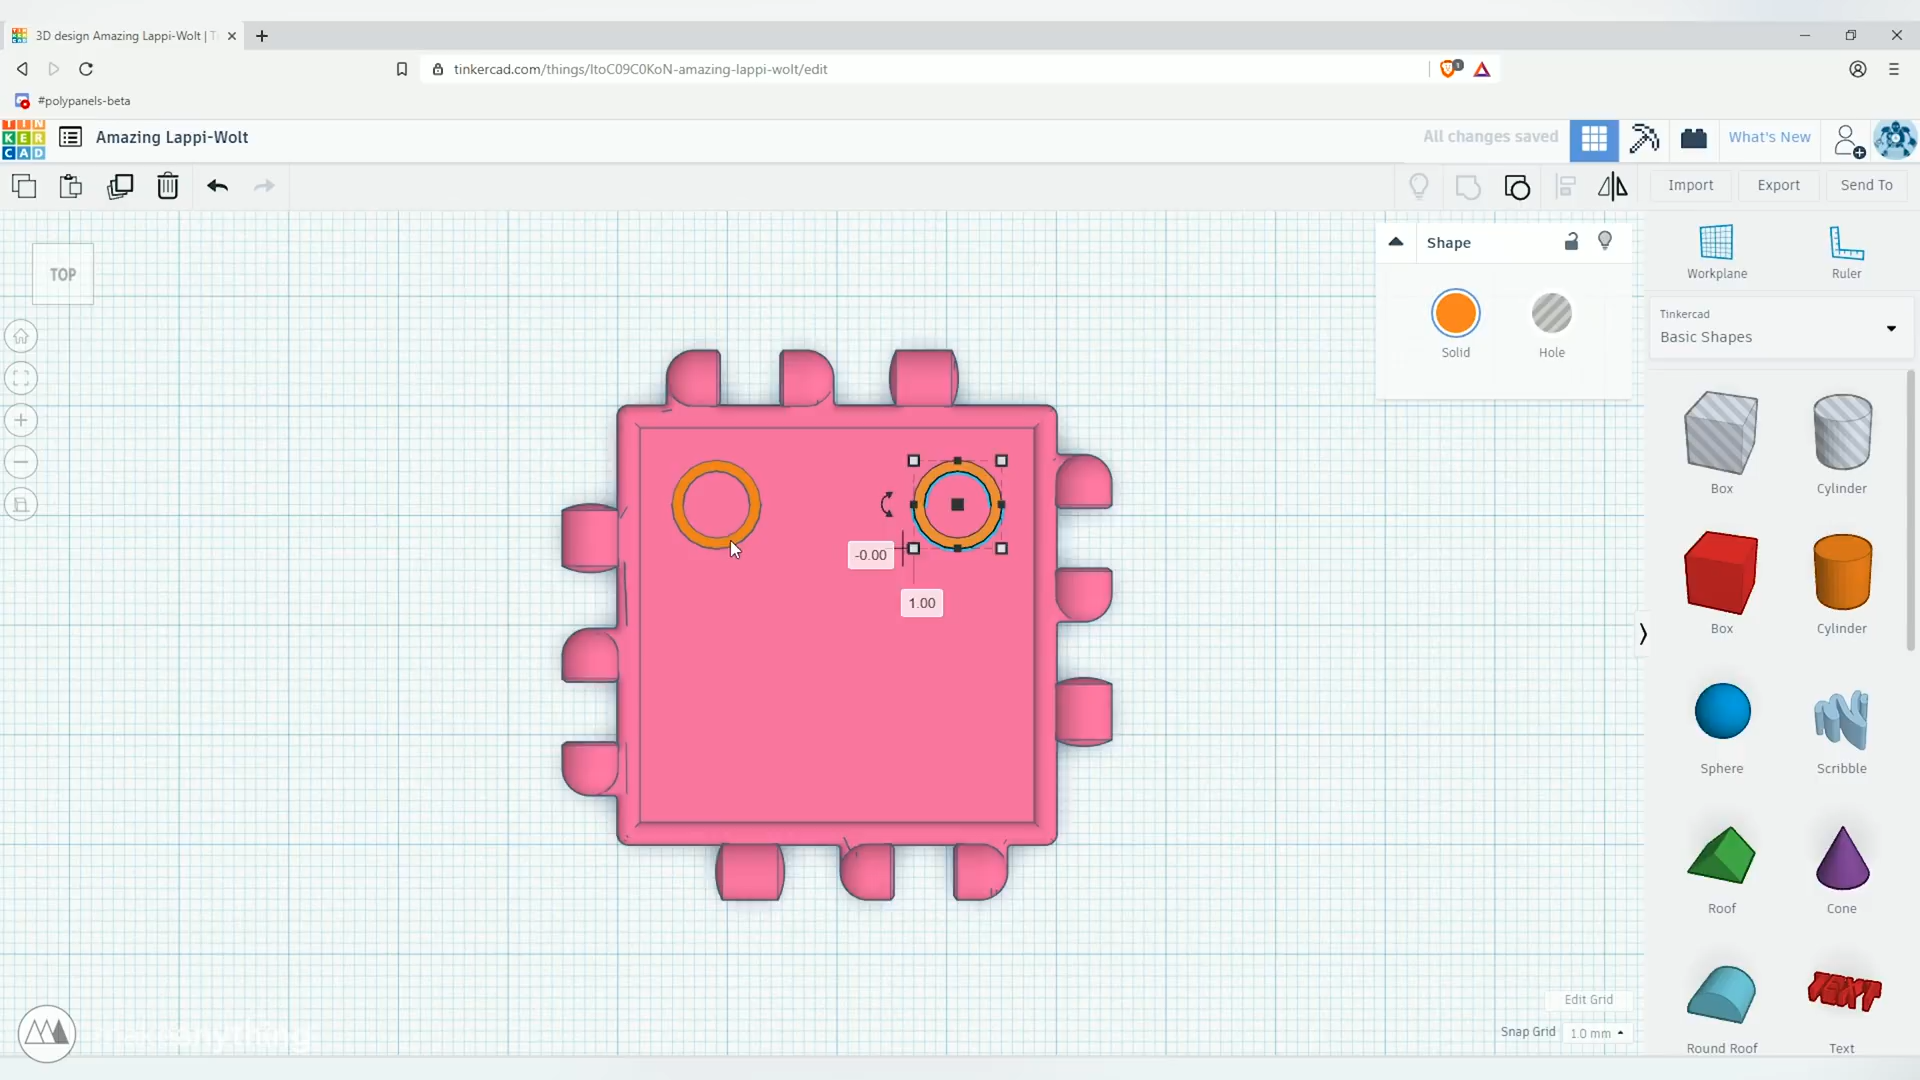 3D design Amazing Lappi-Wolt | T
tinkercad.com/things/ltoC09C0KoN-amazing-lappi-wolt/edit
1
#polypanels-beta
TIN
KER
CAD
Amazing Lappi-Wolt
All changes saved
What's New
Import
Export
Send To
TOP
Shape
Solid
Hole
Workplane
Ruler
Tinkercad
Basic Shapes
Box
Cylinder
Box
Cylinder
-0.00
1.00
Sphere
Scribble
Roof
Cone
TEXT
Edit Grid
Snap Grid
1.0 mm
Round Roof
Text
anything